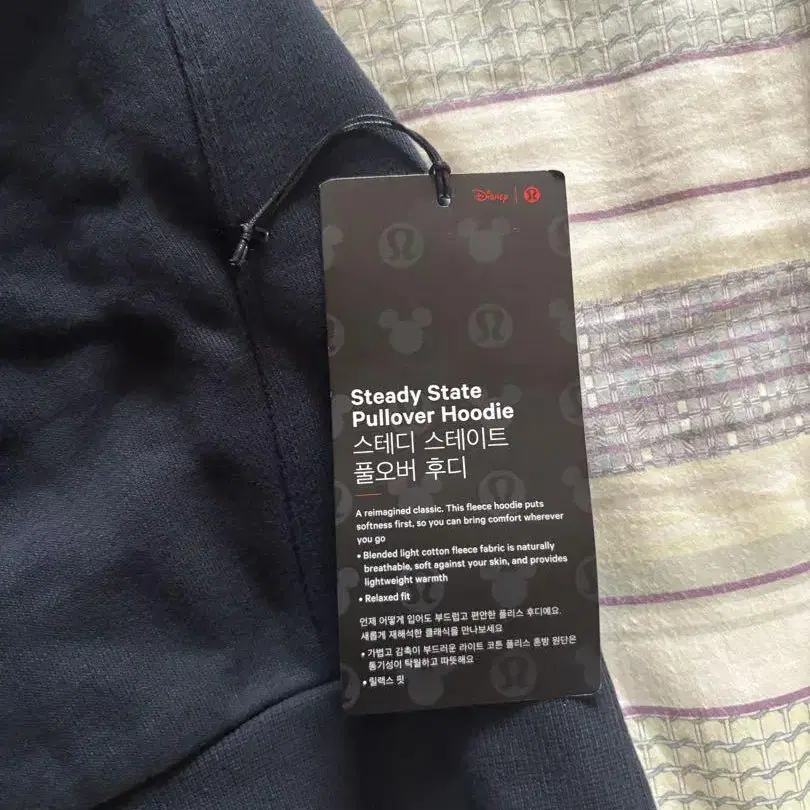 Disney
Steady State
Pullover Hoodie
스테디 스테이트
풀오버 후디
A reimagined classic. This fleece hoodie puts
softness first, so you can bring comfort wherever
you go
• Blended light cotton fleece fabric is naturally
breathable, soft against your skin, and provides
lightweight warmth
• Relaxed fit
언제 어떻게 입어도 부드럽고 편안한 플리스 후디예요.
새롭게 재해석한 클래식을 만나보세요
• 가볍고 감촉이 부드러운 라이트 코튼 플리스 혼방 원단은
통기성이 탁월하고 따뜻해요
• 릴랙스 핏